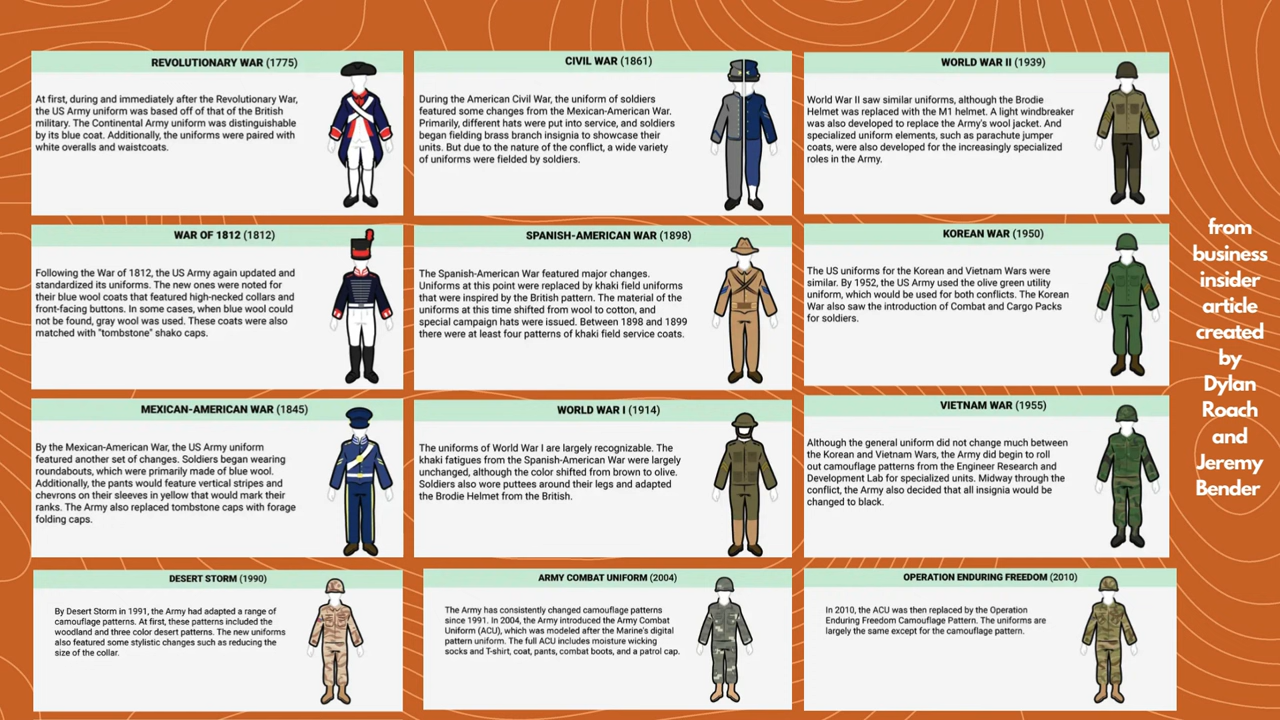 REVOLUTIONARY WAR (1775)
At first, during and immediately after the Revolutionary War,
the US Army uniform was based off of that of the British
military. The Continental Army uniform was distinguishable
by its blue coat. Additionally, the uniforms were paired with
white overalls and waistcoats.
CIVIL WAR (1861)
During the American Civil War, the uniform of soldiers
featured some changes from the Mexican-American War.
Primarily, different hats were put into service, and soldiers
began fielding brass branch insignia to showcase their
units. But due to the nature of the conflict, a wide variety
of uniforms were fielded by soldiers.
WORLD WAR II (1939)
World War II saw similar uniforms, although the Brodie
Helmet was replaced with the M1 helmet. A light windbreaker
was also developed to replace the Army's wool jacket. And
specialized uniform elements, such as parachute jumper
coats, were also developed for the increasingly specialized
roles in the Army.
WAR OF 1812 (1812)
Following the War of 1812, the US Army again updated and
standardized its uniforms. The new ones were noted for
their blue wool coats that featured high-necked collars and
front-facing buttons. In some cases, when blue wool could
not be found, gray wool was used. These coats were also
matched with "tombstone" shako caps.
SPANISH-AMERICAN WAR (1898)
The Spanish-American War featured major changes.
Uniforms at this point were replaced by khaki field uniforms
that were inspired by the British pattern. The material of the
uniforms at this time shifted from wool to cotton, and
special campaign hats were issued. Between 1898 and 1899
there were at least four patterns of khaki field service coats.
KOREAN WAR (1950)
The US uniforms for the Korean and Vietnam Wars were
similar. By 1952, the US Army used the olive green utility
uniform, which would be used for both conflicts. The Korean
War also saw the introduction of Combat and Cargo Packs
for soldiers.
MEXICAN-AMERICAN WAR (1845)
By the Mexican-American War, the US Army uniform
featured another set of changes. Soldiers began wearing
roundabouts, which were primarily made of blue wool.
Additionally, the pants would feature vertical stripes and
chevrons on their sleeves in yellow that would mark their
ranks. The Army also replaced tombstone caps with forage
folding caps.
WORLD WAR I (1914)
The uniforms of World War I are largely recognizable. The
khaki fatigues from the Spanish-American War were largely
unchanged, although the color shifted from brown to olive.
Soldiers also wore puttees around their legs and adapted
the Brodie Helmet from the British.
VIETNAM WAR (1955)
Although the general uniform did not change much between
the Korean and Vietnam Wars, the Army did begin to roll
out camouflage patterns from the Engineer Research and
Development Lab for specialized units. Midway through the
conflict, the Army also decided that all insignia would be
changed to black.
DESERT STORM (1990)
By Desert Storm in 1991, the Army had adapted a range of
camouflage patterns. At first, these patterns included the
woodland and three color desert patterns. The new uniforms
also featured some stylistic changes such as reducing the
size of the collar.
ARMY COMBAT UNIFORM (2004)
The Army has consistently changed camouflage patterns
since 1991. In 2004, the Army introduced the Army Combat
Uniform (ACU), which was modeled after the Marine's digital
pattern uniform. The full ACU includes moisture wicking
socks and T-shirt, coat, pants, combat boots, and a patrol cap.
OPERATION ENDURING FREEDOM (2010)
In 2010, the ACU was then replaced by the Operation
Enduring Freedom Camouflage Pattern. The uniforms are
largely the same except for the camouflage pattern.
from
business
insider
article
created
by
Dylan
Roach
and
Jeremy
Bender